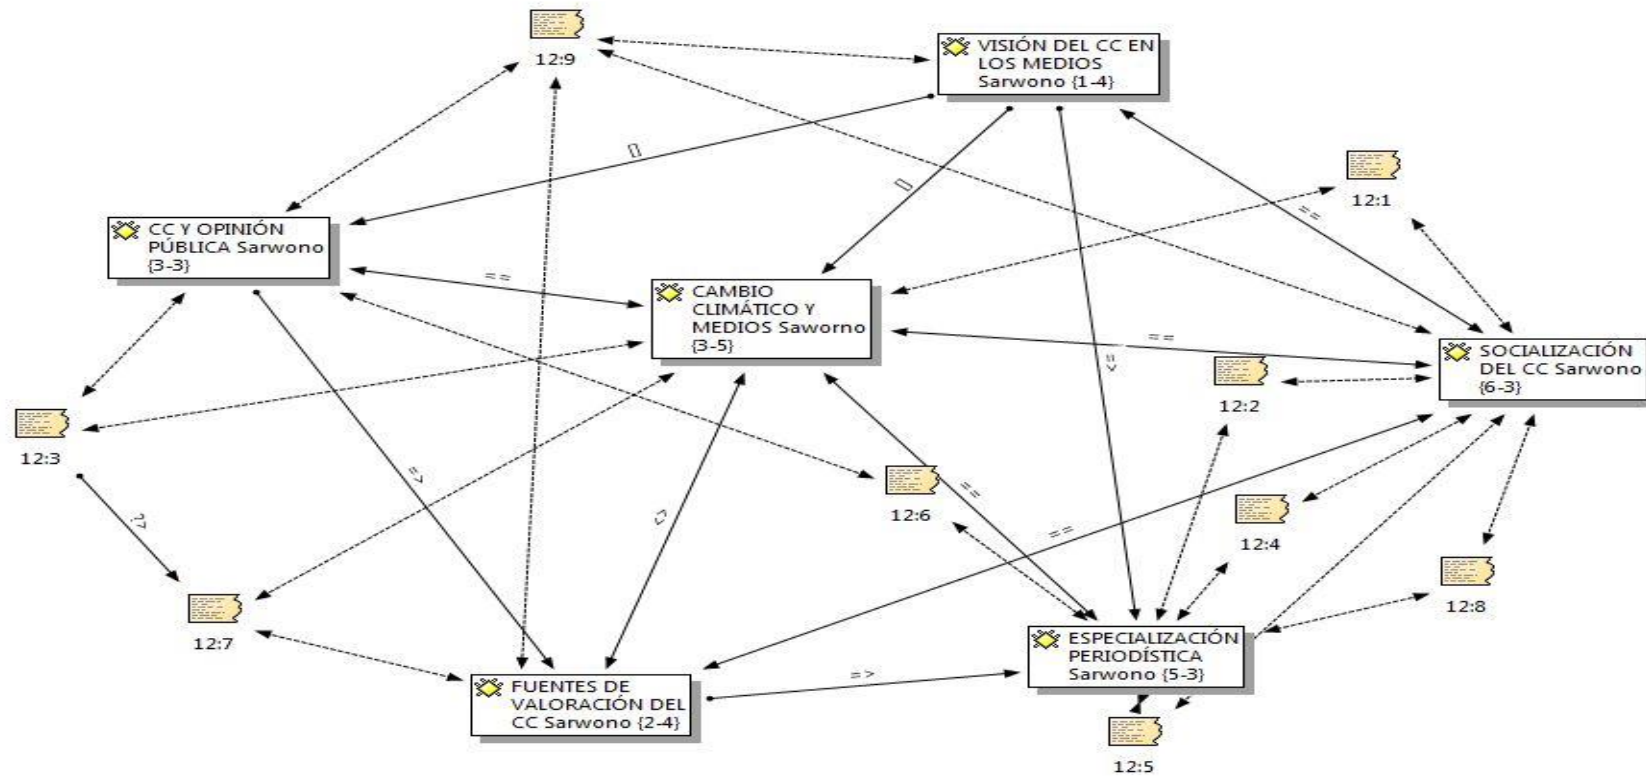 12:9
VISIÓN DEL CC EN
LOS MEDIOS
Sarwono {1-4}
[]
[]
12:1
==
CC Y OPINIÓN
PÚBLICA Sarwono
{3-3}
==
CAMBIO
CLIMÁTICO Y
MEDIOS Saworno
{3-5}
==
=>
SOCIALIZACIÓN
DEL CC Sarwono
{6-3}
12:2
12:3
=>
12:6
==
<>
12:4
==
?>
12:8
12:7
ESPECIALIZACIÓN
PERIODÍSTICA
Sarwono {5-3}
=>
FUENTES DE
VALORACIÓN DEL
CC Sarwono {2-4}
12:5